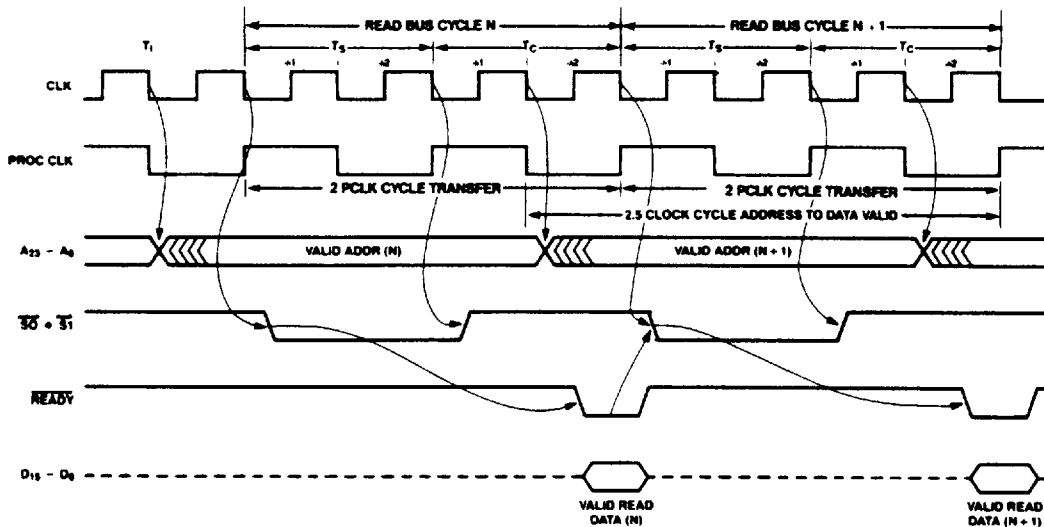 READ BUS CYCLE N
READ BUS CYCLE N + 1
TI
TS
TC
TS
TC
φ1
φ2
φ1
φ2
φ1
φ2
φ1
φ2
CLK
PROC CLK
2 PCLK CYCLE TRANSFER
2 PCLK CYCLE TRANSFER
2.5 CLOCK CYCLE ADDRESS TO DATA VALID
A23 - A0
VALID ADDR (N)
VALID ADDR (N + 1)
S0 • S1
READY
D15 - D0
VALID READ
DATA (N)
VALID READ
DATA (N + 1)